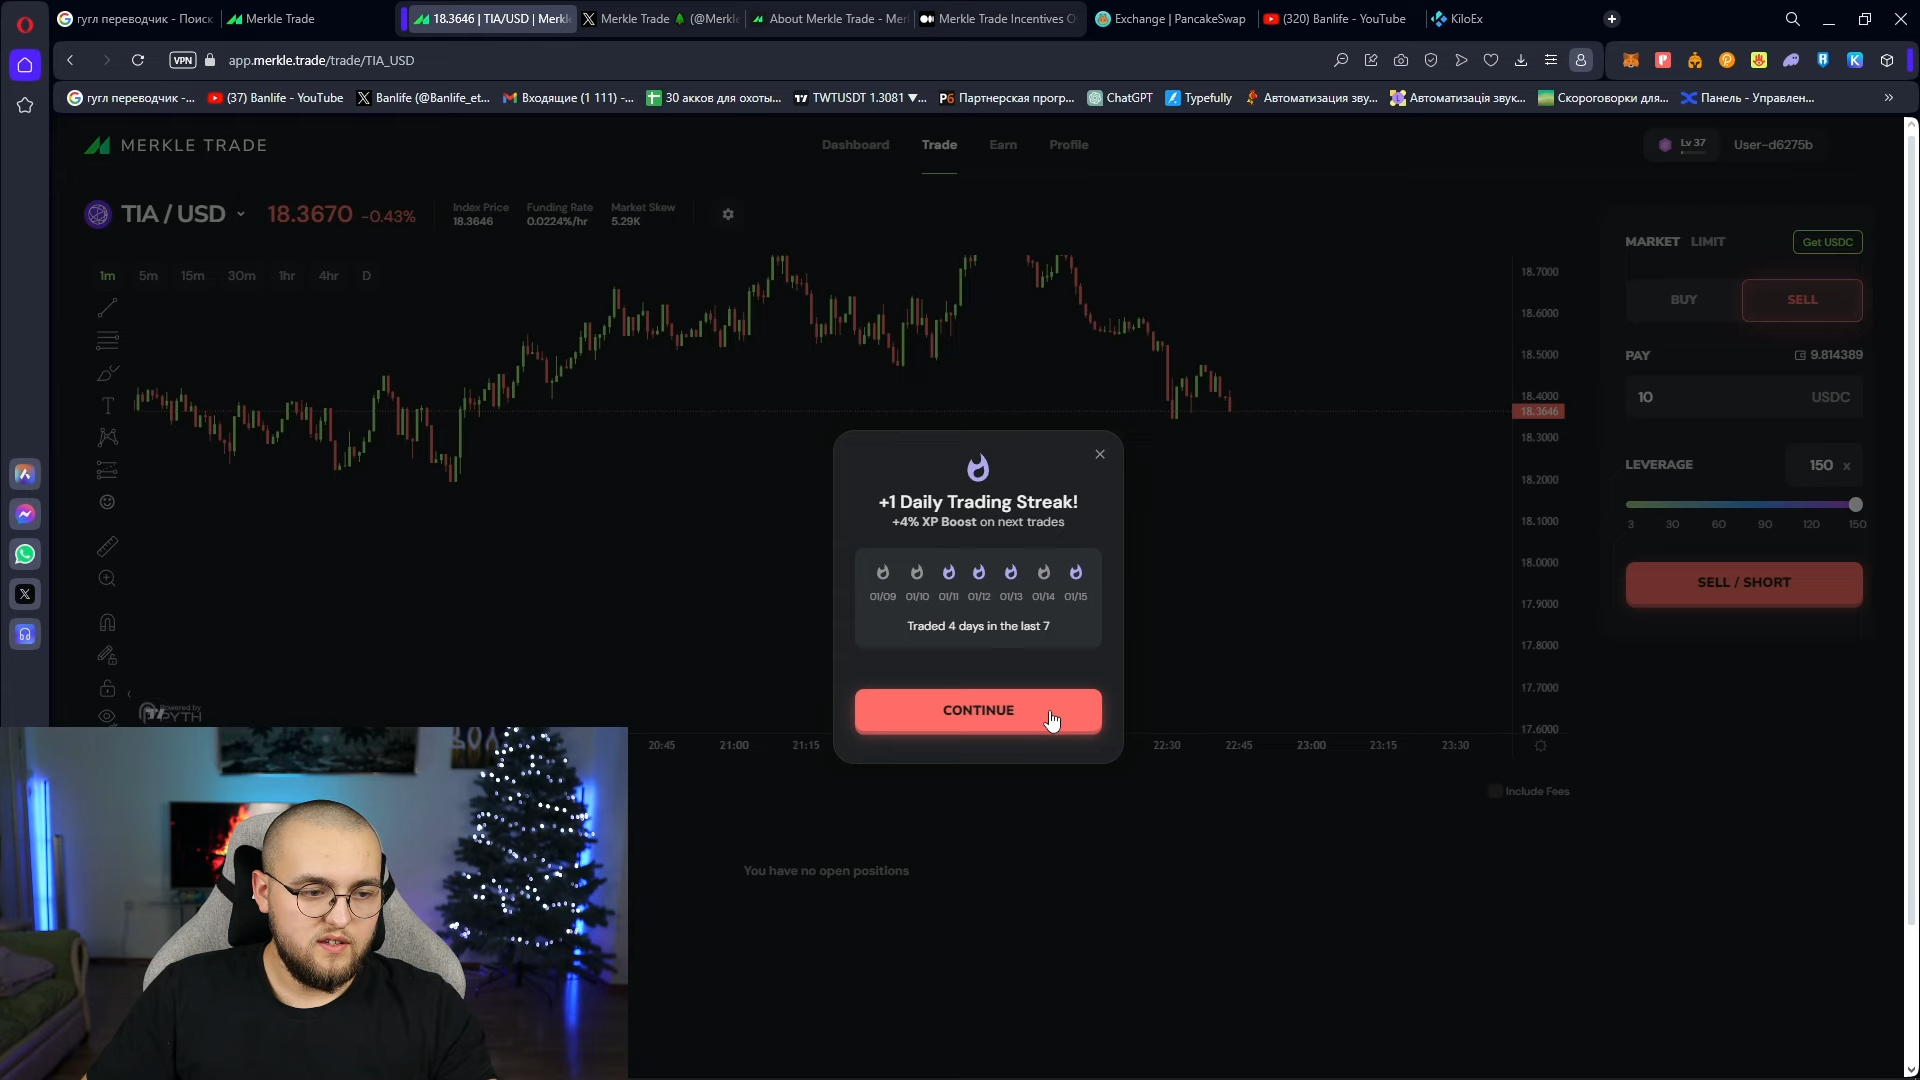 гугл переводчик - Поиск
Merkle Trade
18.3646 | TIA/USD | Merkl
Merkle Trade 🌲 (@Merkl
About Merkle Trade - Mer
Merkle Trade Incentives O
Exchange | PancakeSwap
(320) Banlife - YouTube
KiloEx
VPN
app.merkle.trade/trade/TIA_USD
гугл переводчик -...
(37) Banlife - YouTube
Banlife (@Banlife_et...
Входящие (1 111) -...
30 акков для охоты...
TWTUSDT 1.3081 ▼...
Партнерская прогр...
ChatGPT
Typefully
Автоматизация зву...
Автоматизація звук...
Скороговорки для...
Панель - Управлен...
MERKLE TRADE
Dashboard
Trade
Earn
Profile
Lv 37
User-d6275b
TIA / USD
18.3670 -0.43%
Index Price
18.3646
Funding Rate
0.0224%/hr
Market Skew
5.29K
1m 5m 15m 30m 1hr 4hr D
18.7000
18.6000
18.5000
18.4000
18.3646
18.3000
18.2000
18.1000
18.0000
17.9000
17.8000
17.7000
17.6000
MARKET LIMIT
Get USDC
BUY
SELL
PAY
9.814389
10
USDC
LEVERAGE
150 x
3 30 60 90 120 150
SELL / SHORT
+1 Daily Trading Streak!
+4% XP Boost on next trades
01/09 01/10 01/11 01/12 01/13 01/14 01/15
Traded 4 days in the last 7
CONTINUE
Powered by
PYTH
20:45 21:00 21:15 22:30 22:45 23:00 23:15 23:30
Include Fees
You have no open positions